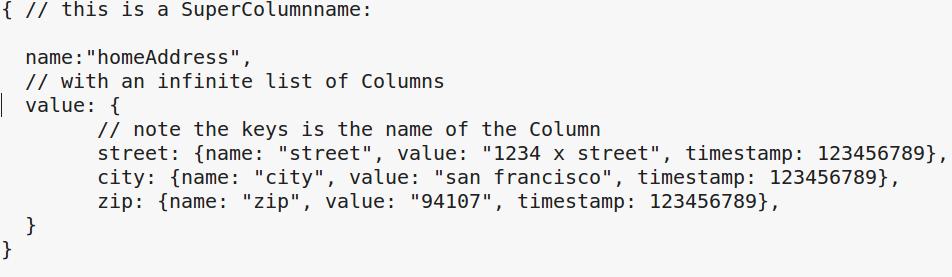 { // this is a SuperColumnname:
name:"homeAddress",
// with an infinite list of Columns
value: {
// note the keys is the name of the Column
street: {name: "street", value: "1234 x street", timestamp: 123456789},
city: {name: "city", value: "san francisco", timestamp: 123456789},
zip: {name: "zip", value: "94107", timestamp: 123456789},
}
}